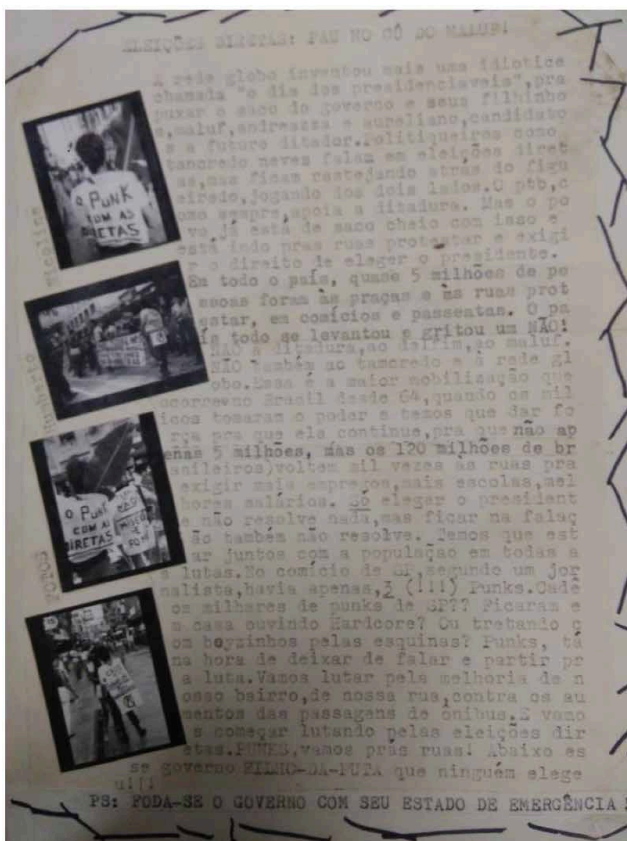 ELEIÇÕES DIRETAS: PAU NO CÚ DO MALUF!
A rede globo inventou mais uma idiotice
chamada "o dia dos presidenciaveis",pra
puxar o saco do governo e seus filhinho
s,maluf,andreazza e aureliano,candidato
s a futuro ditador.Politiqueiros como
tancredo neves falam em eleições diret
as,mas ficam rastejando atras do figu
eiredo,jogando dos dois lados.O ptb,c
omo sempre,apoia a ditadura. Mas o po
vo já está de saco cheio com isso e
está indo pras ruas protestar e exigi
r o direito de eleger o presidente.
Em todo o país, quase 5 milhões de pe
ssoas foram às praças e às ruas prot
estar, em comícios e passeatas. O pa
ís todo se levantou e gritou um NÃO!
NÃO a ditadura,ao delfim,ao maluf.
NÃO também ao tancredo e à rede gl
obo.Essa é a maior mobilização que
ocorre no Brasil desde 64,quando os mil
icos tomaram o poder e temos que dar fo
rça pra que ela continue,pra que não ap
enas 5 milhões, mas os 120 milhões de br
asileiros)voltem mil vezes às ruas pra
exigir mais empregos,mais escolas,mel
hores salários. Só eleger o president
e não resolve nada,mas ficar na falaç
ão também não resolve. Temos que est
ar juntos com a população em todas a
s lutas.No comício de SP,segundo um jor
nalista,havia apenas,3 (!!!) Punks.Cadê
os milhares de punks de SP?? Ficaram e
m casa ouvindo Hardcore? Ou tretando c
om boyzinhos pelas esquinas? Punks, tá
na hora de deixar de falar e partir pr
a luta.Vamos lutar pela melhoria de n
osso bairro,de nossa rua,contra os au
mentos das passagens de ônibus.E vamo
s começar lutando pelas eleições dir
etas.PUNKS,vamos pras ruas! Abaixo es
se governo FILHO-DA-PUTA que ninguém elege
u!!!
PS: FODA-SE O GOVERNO COM SEU ESTADO DE EMERGÊNCIA
O PUNK
COM AS
DIRETAS
O PUNK
COM AS
DIRETAS
FOTOS